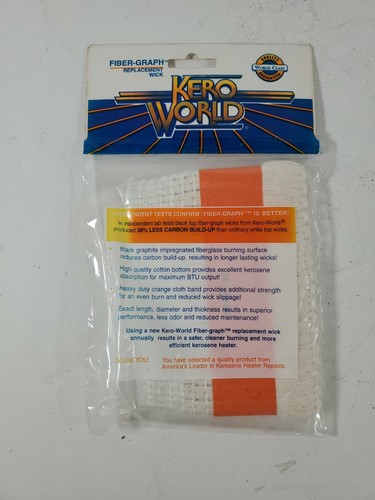 FIBER-GRAPH™
REPLACEMENT
WICK
QUALITY
WORLD CLASS
KERO
WORLD®
INDEPENDENT TESTS CONFIRM "FIBER-GRAPH"™ IS BETTER!
In independent lab tests black top fiber-graph wicks from Kero-World®
produced 36% LESS CARBON BUILD-UP than ordinary white top wicks.
Black graphite impregnated fiberglass burning surface
reduces carbon build-up, resulting in longer lasting wicks!
High quality cotton bottom provides excellent kerosene
absorption for maximum BTU output!
Heavy duty orange cloth band provides additional strength
for an even burn and reduced wick slippage!
Exact length, diameter and thickness results in superior
performance, less odor and reduced maintenance!
Using a new Kero-World Fiber-graph™ replacement wick
annually results in a safer, cleaner burning and more
efficient kerosene heater.
YOU: You have selected a quality product from
America's Leader in Kerosene Heater Repairs.